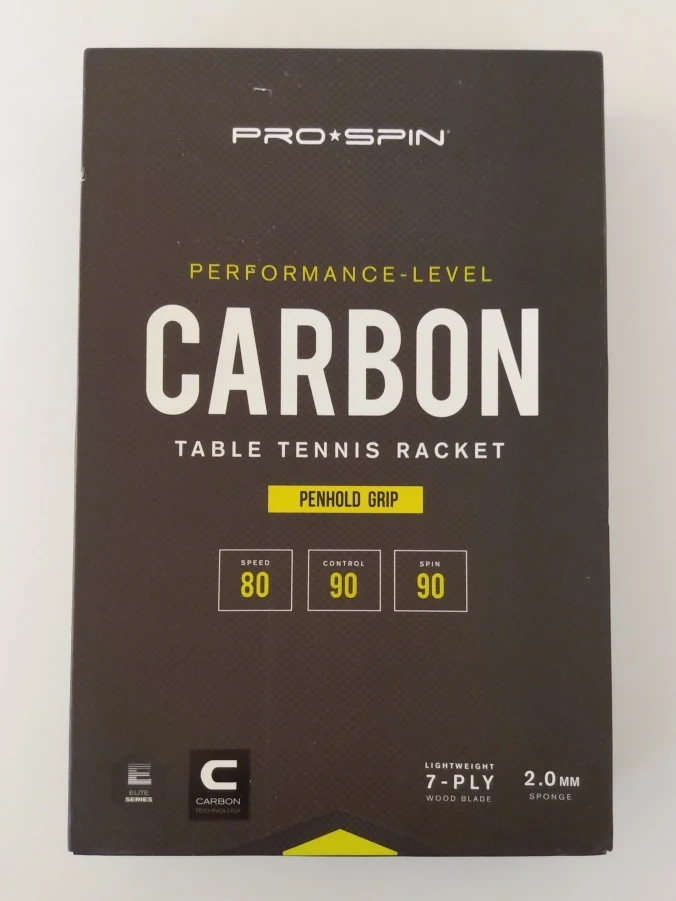 PRO★SPIN®
PERFORMANCE-LEVEL
CARBON
TABLE TENNIS RACKET
PENHOLD GRIP
SPEED
80
CONTROL
90
SPIN
90
E
ELITE
SERIES
C
CARBON
TECHNOLOGY
LIGHTWEIGHT
7-PLY
WOOD BLADE
2.0 MM
SPONGE